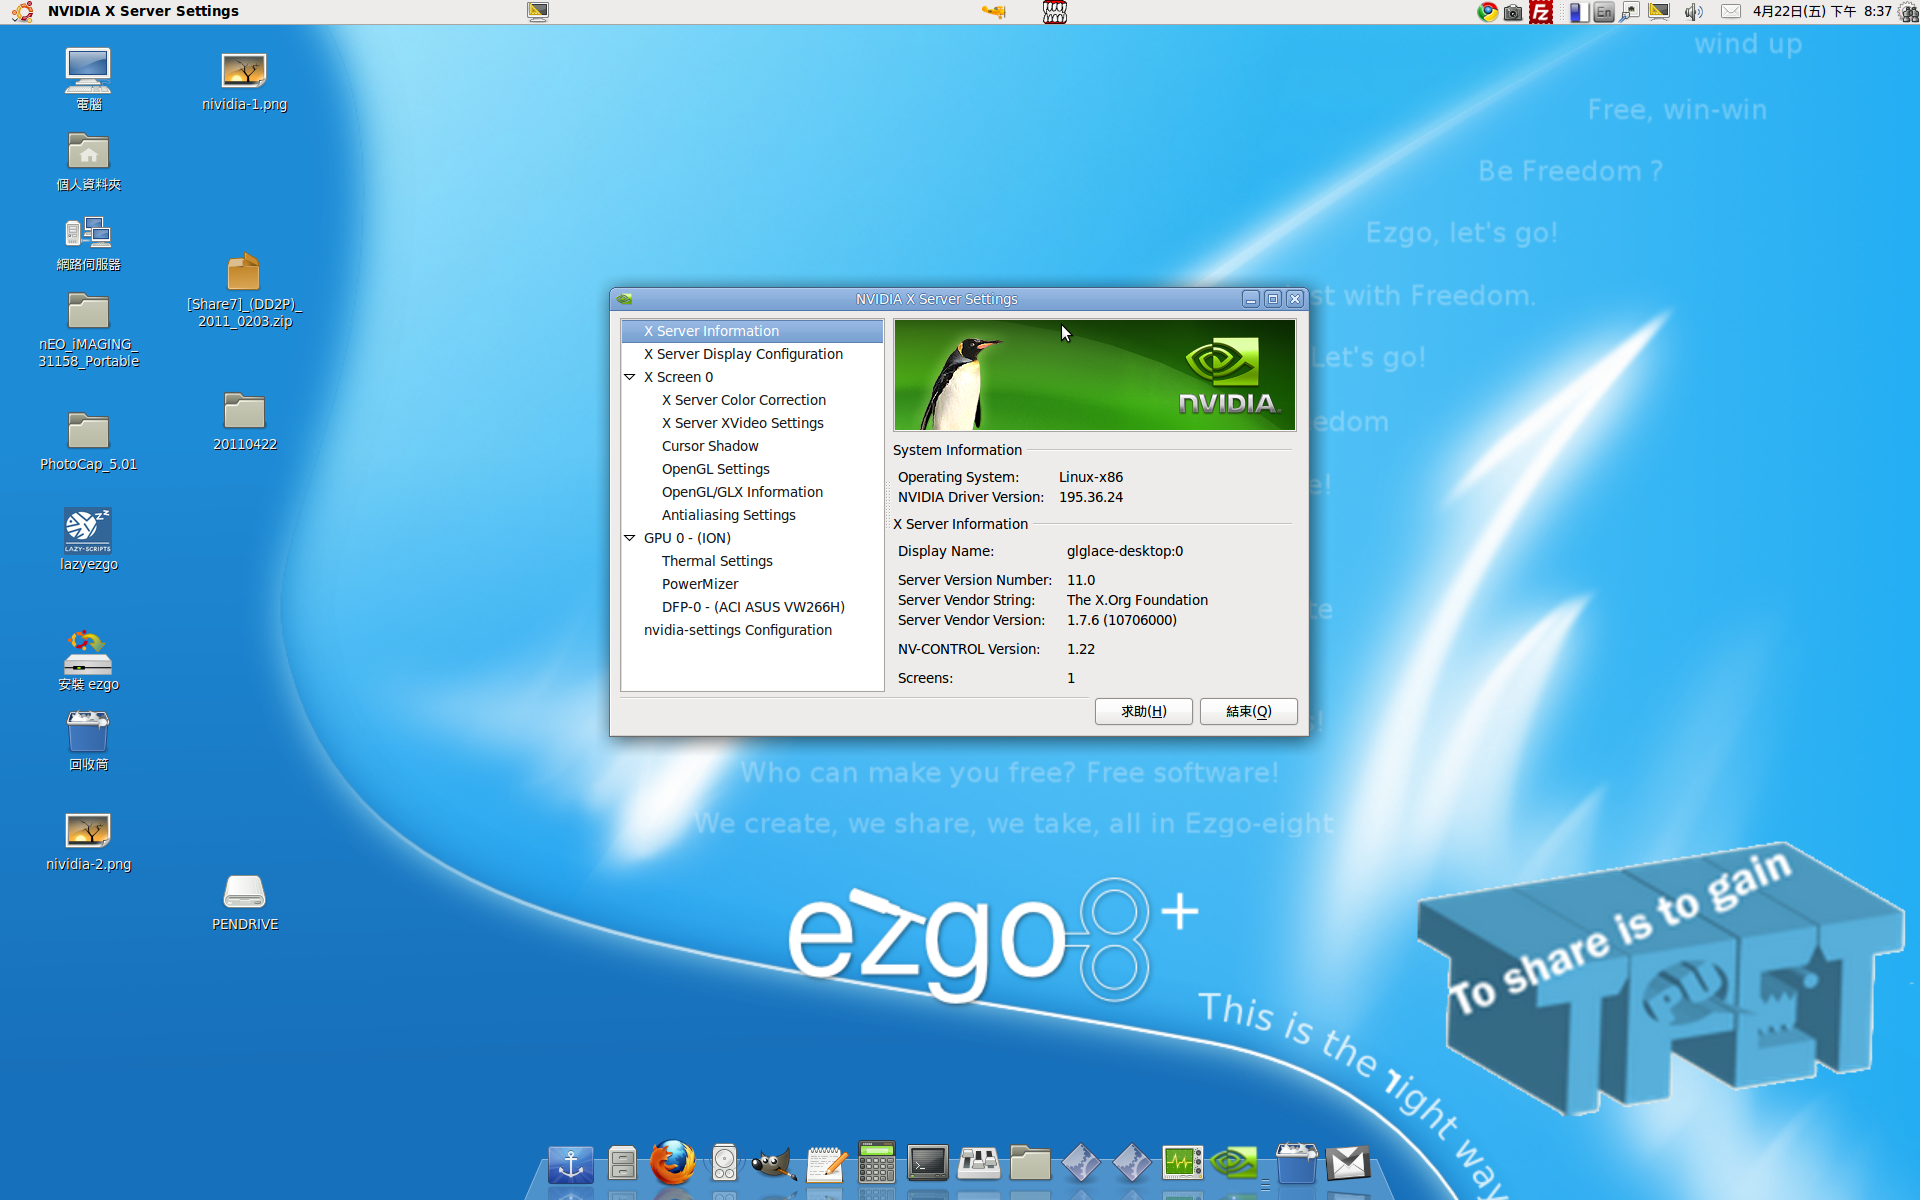 NVIDIA X Server Settings
En
4月22日(五) 下午 8:37
電腦
nividia-1.png
個人資料夾
網路伺服器
[Share7]_(DD2P)_
2011_0203.zip
nEO_iMAGING_
31158_Portable
20110422
PhotoCap_5.01
LAZY-SCRIPTS
lazyezgo
安裝 ezgo
回收筒
nividia-2.png
PENDRIVE
wind up
Free, win-win
Be Freedom ?
Ezgo, let's go!
st with Freedom.
Let's go!
edom
e!
te
!
NVIDIA X Server Settings
X Server Information
X Server Display Configuration
X Screen 0
X Server Color Correction
X Server XVideo Settings
Cursor Shadow
OpenGL Settings
OpenGL/GLX Information
Antialiasing Settings
GPU 0 - (ION)
Thermal Settings
PowerMizer
DFP-0 - (ACI ASUS VW266H)
nvidia-settings Configuration
NVIDIA.
System Information
Operating System: Linux-x86
NVIDIA Driver Version: 195.36.24
X Server Information
Display Name: glglace-desktop:0
Server Version Number: 11.0
Server Vendor String: The X.Org Foundation
Server Vendor Version: 1.7.6 (10706000)
NV-CONTROL Version: 1.22
Screens: 1
求助(H)
結束(Q)
Who can make you free? Free software!
We create, we share, we take, all in Ezgo-eight
ezgo8+
This is the right way
To share is to gain